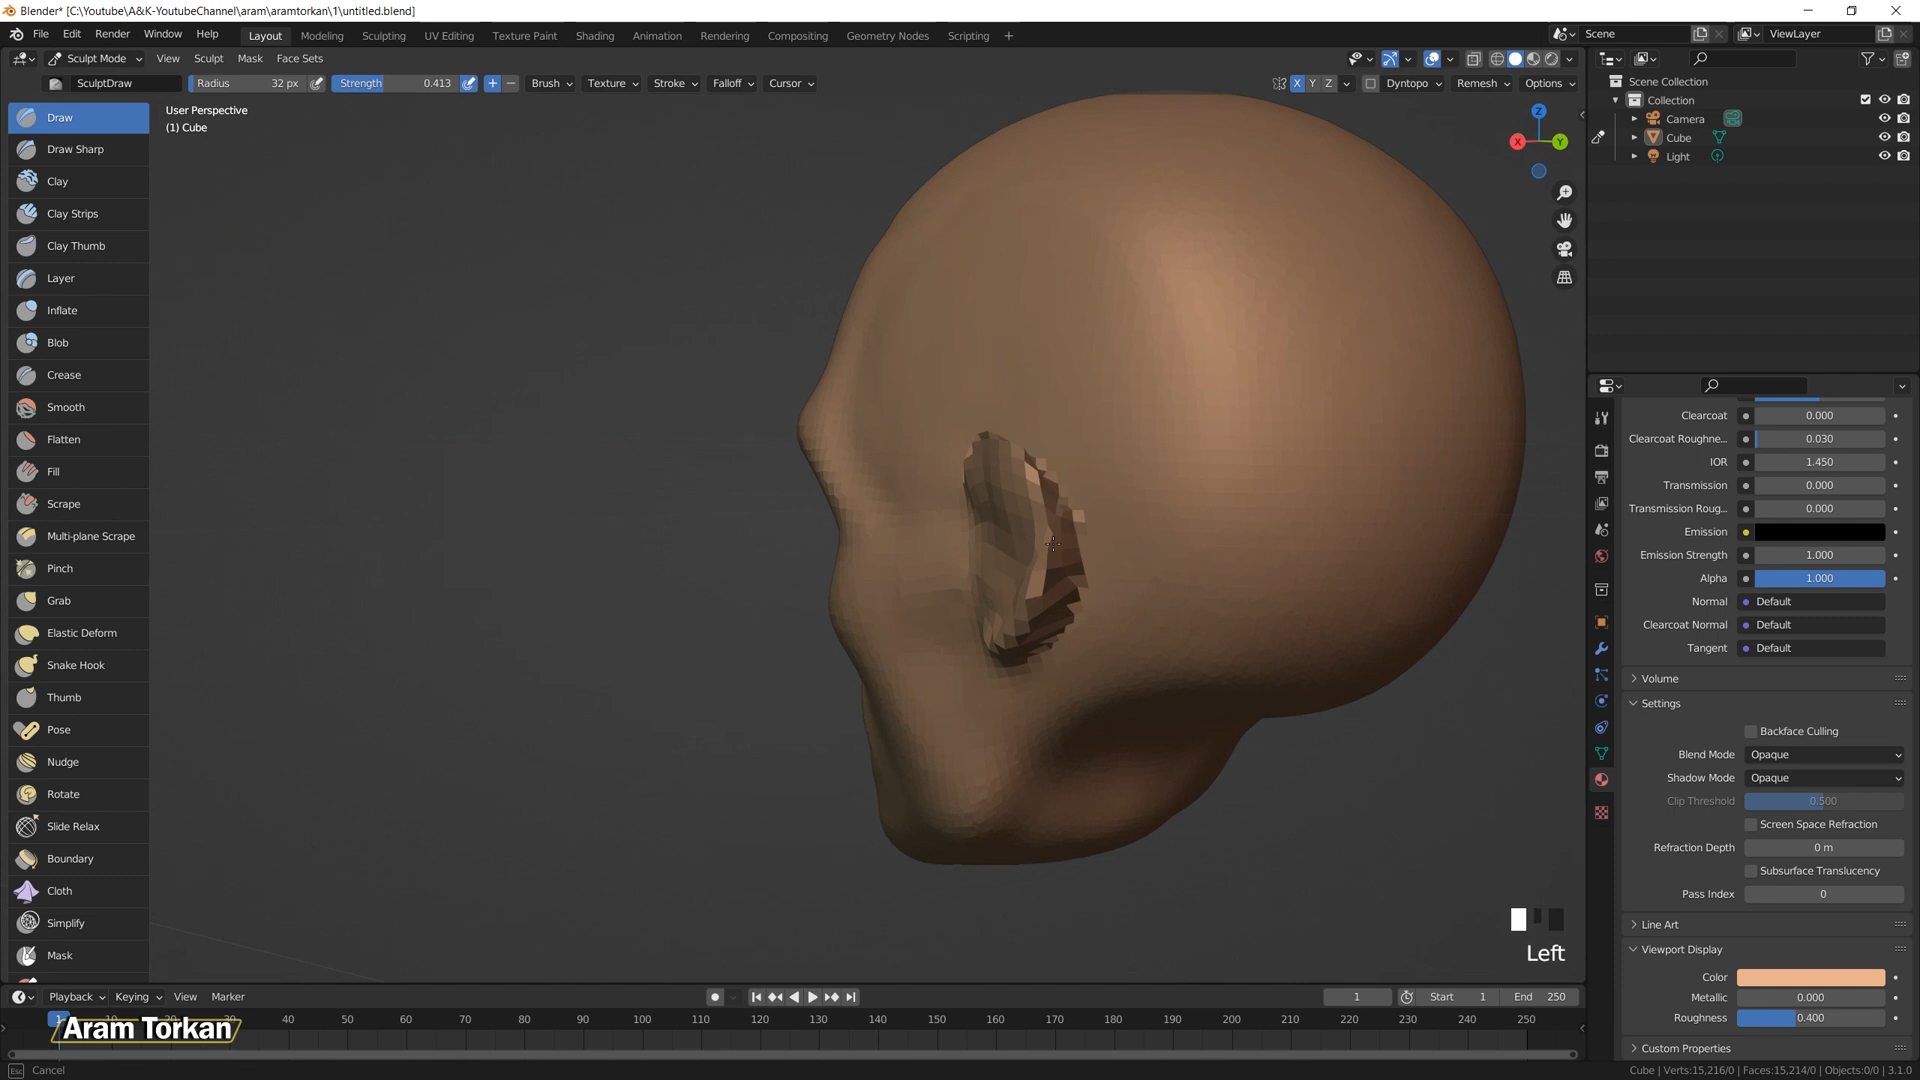 Blender* [C:\Youtube\A&K-YoutubeChannel\aram\aramtorkan\1\untitled.blend]
File Edit Render Window Help Layout Modeling Sculpting UV Editing Texture Paint Shading Animation Rendering Compositing Geometry Nodes Scripting + Scene ViewLayer
Sculpt Mode View Sculpt Mask Face Sets
SculptDraw Radius 32 px Strength 0.413 Brush Texture Stroke Falloff Cursor X Y Z Dyntopo Remesh Options
User Perspective
(1) Cube
Z
X Y
Draw
Draw Sharp
Clay
Clay Strips
Clay Thumb
Layer
Inflate
Blob
Crease
Smooth
Flatten
Fill
Scrape
Multi-plane Scrape
Pinch
Grab
Elastic Deform
Snake Hook
Thumb
Pose
Nudge
Rotate
Slide Relax
Boundary
Cloth
Simplify
Mask
Left
Scene Collection
Collection
Camera
Cube
Light
Clearcoat 0.000
Clearcoat Roughne... 0.030
IOR 1.450
Transmission 0.000
Transmission Roug... 0.000
Emission
Emission Strength 1.000
Alpha 1.000
Normal Default
Clearcoat Normal Default
Tangent Default
Volume
Settings
Backface Culling
Blend Mode Opaque
Shadow Mode Opaque
Clip Threshold 0.500
Screen Space Refraction
Refraction Depth 0 m
Subsurface Translucency
Pass Index 0
Line Art
Viewport Display
Color
Metallic 0.000
Roughness 0.400
Custom Properties
Playback Keying View Marker 1 Start 1 End 250
1 40 50 60 70 80 90 100 110 120 130 140 150 160 170 180 190 200 210 220 230 240 250
Aram Torkan
Esc Cancel
Cube | Verts:15,216/0 | Faces:15,214/0 | Objects:0/0 | 3.1.0